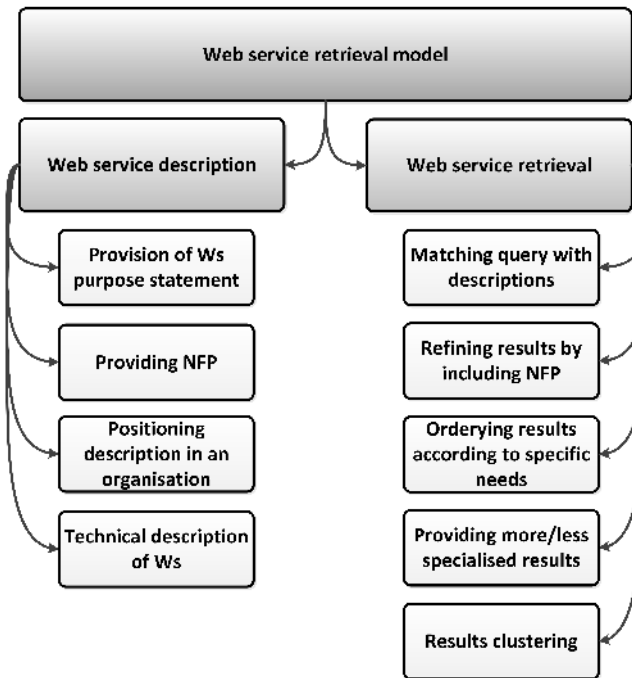 Web service retrieval model
Web service description
Web service retrieval
Provision of Ws
purpose statement
Providing NFP
Positioning
description in an
organisation
Technical description
of Ws
Matching query with
descriptions
Refining results by
including NFP
Orderying results
according to specific
needs
Providing more/less
specialised results
Results clustering